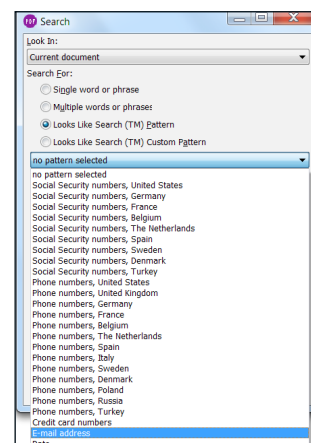 PDF Search
Look In:
Current document
Search For:
Single word or phrase
Multiple words or phrases
Looks Like Search (TM) Pattern
Looks Like Search (TM) Custom Pattern
no pattern selected
no pattern selected
Social Security numbers, United States
Social Security numbers, Germany
Social Security numbers, France
Social Security numbers, Belgium
Social Security numbers, The Netherlands
Social Security numbers, Spain
Social Security numbers, Sweden
Social Security numbers, Denmark
Social Security numbers, Turkey
Phone numbers, United States
Phone numbers, United Kingdom
Phone numbers, Germany
Phone numbers, France
Phone numbers, Belgium
Phone numbers, The Netherlands
Phone numbers, Spain
Phone numbers, Italy
Phone numbers, Sweden
Phone numbers, Denmark
Phone numbers, Poland
Phone numbers, Russia
Phone numbers, Turkey
Credit card numbers
E-mail address